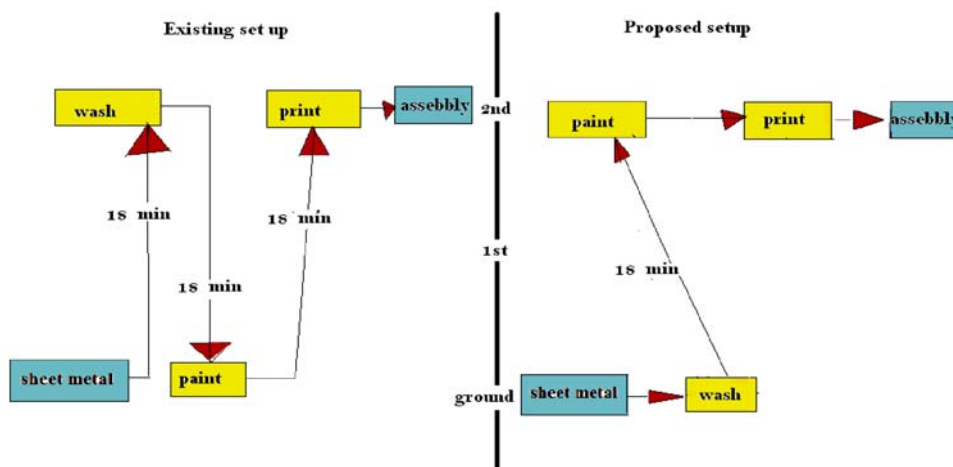 Existing set up
Proposed setup
wash
print
assebbly
2nd
paint
print
assebbly
18 min
18 min
18 min
1st
18 min
sheet metal
paint
ground
sheet metal
wash